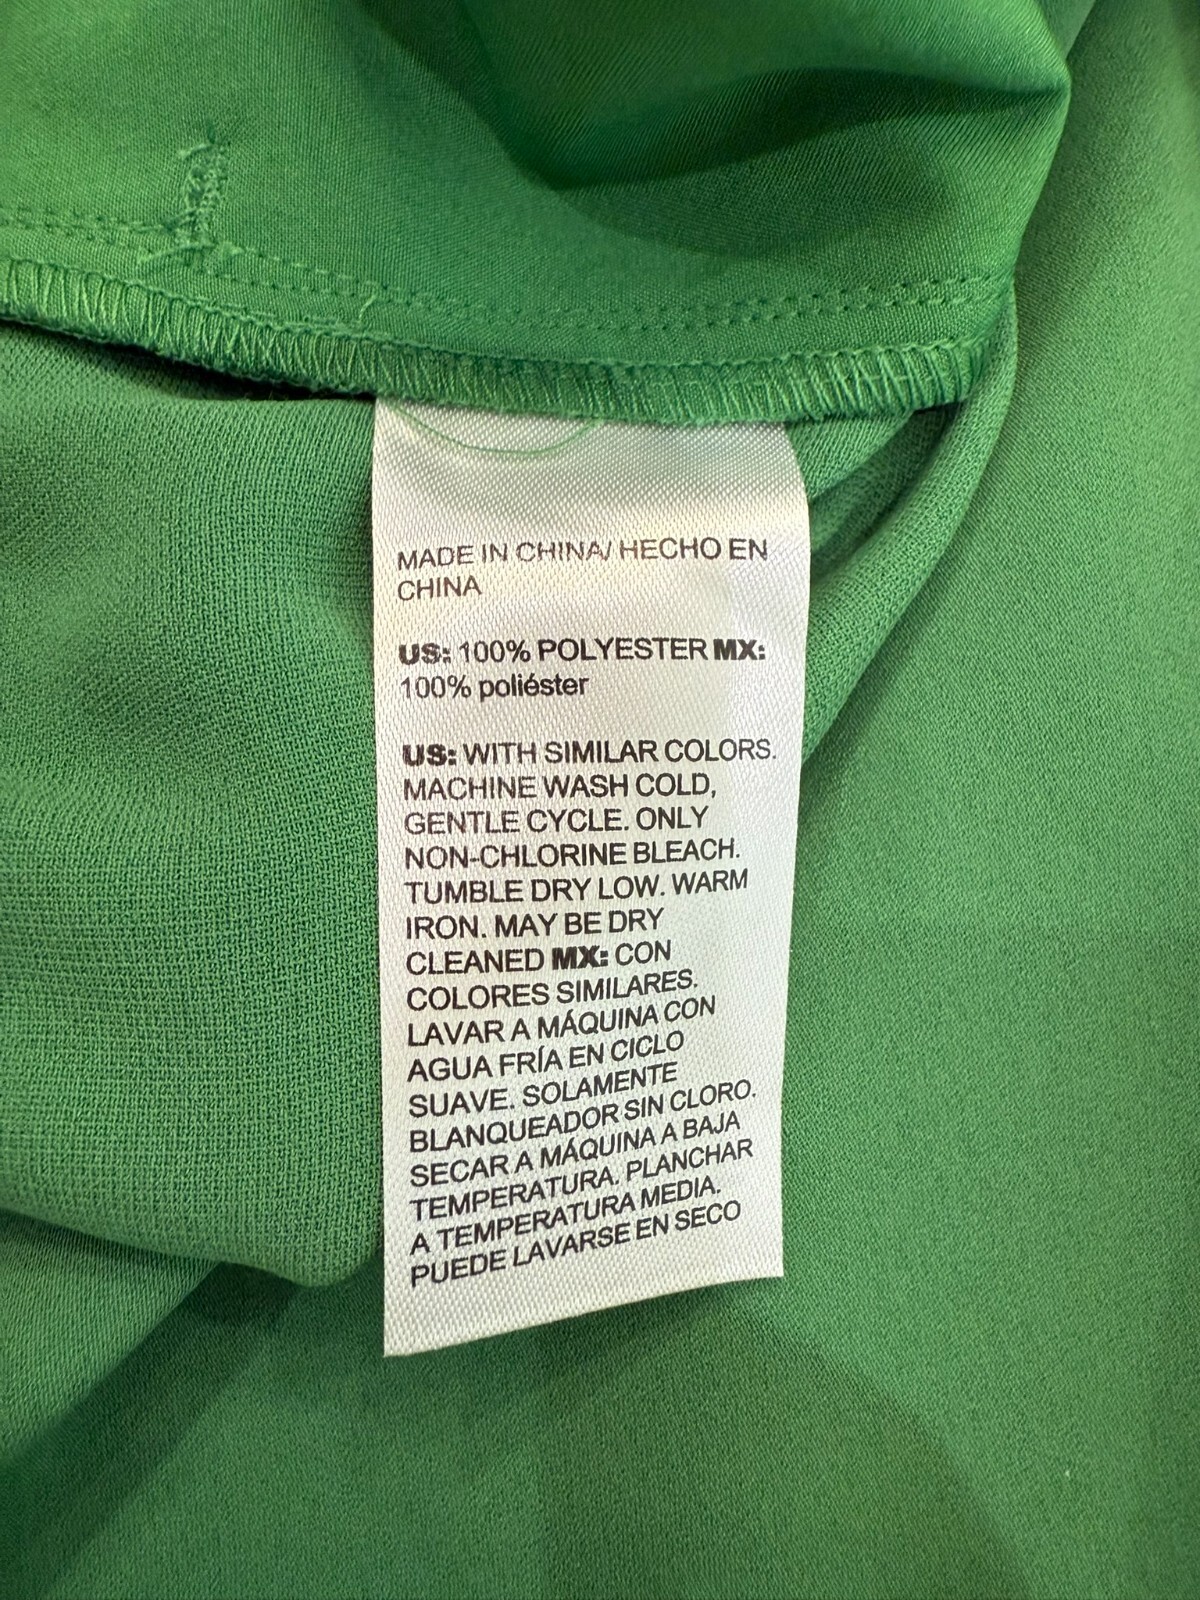 MADE IN CHINA/ HECHO EN
CHINA
US: 100% POLYESTER MX:
100% poliéster
US: WITH SIMILAR COLORS.
MACHINE WASH COLD,
GENTLE CYCLE. ONLY
NON-CHLORINE BLEACH.
TUMBLE DRY LOW. WARM
IRON. MAY BE DRY
CLEANED MX: CON
COLORES SIMILARES.
LAVAR A MÁQUINA CON
AGUA FRÍA EN CICLO
SUAVE. SOLAMENTE
BLANQUEADOR SIN CLORO.
SECAR A MÁQUINA A BAJA
TEMPERATURA. PLANCHAR
A TEMPERATURA MEDIA.
PUEDE LAVARSE EN SECO